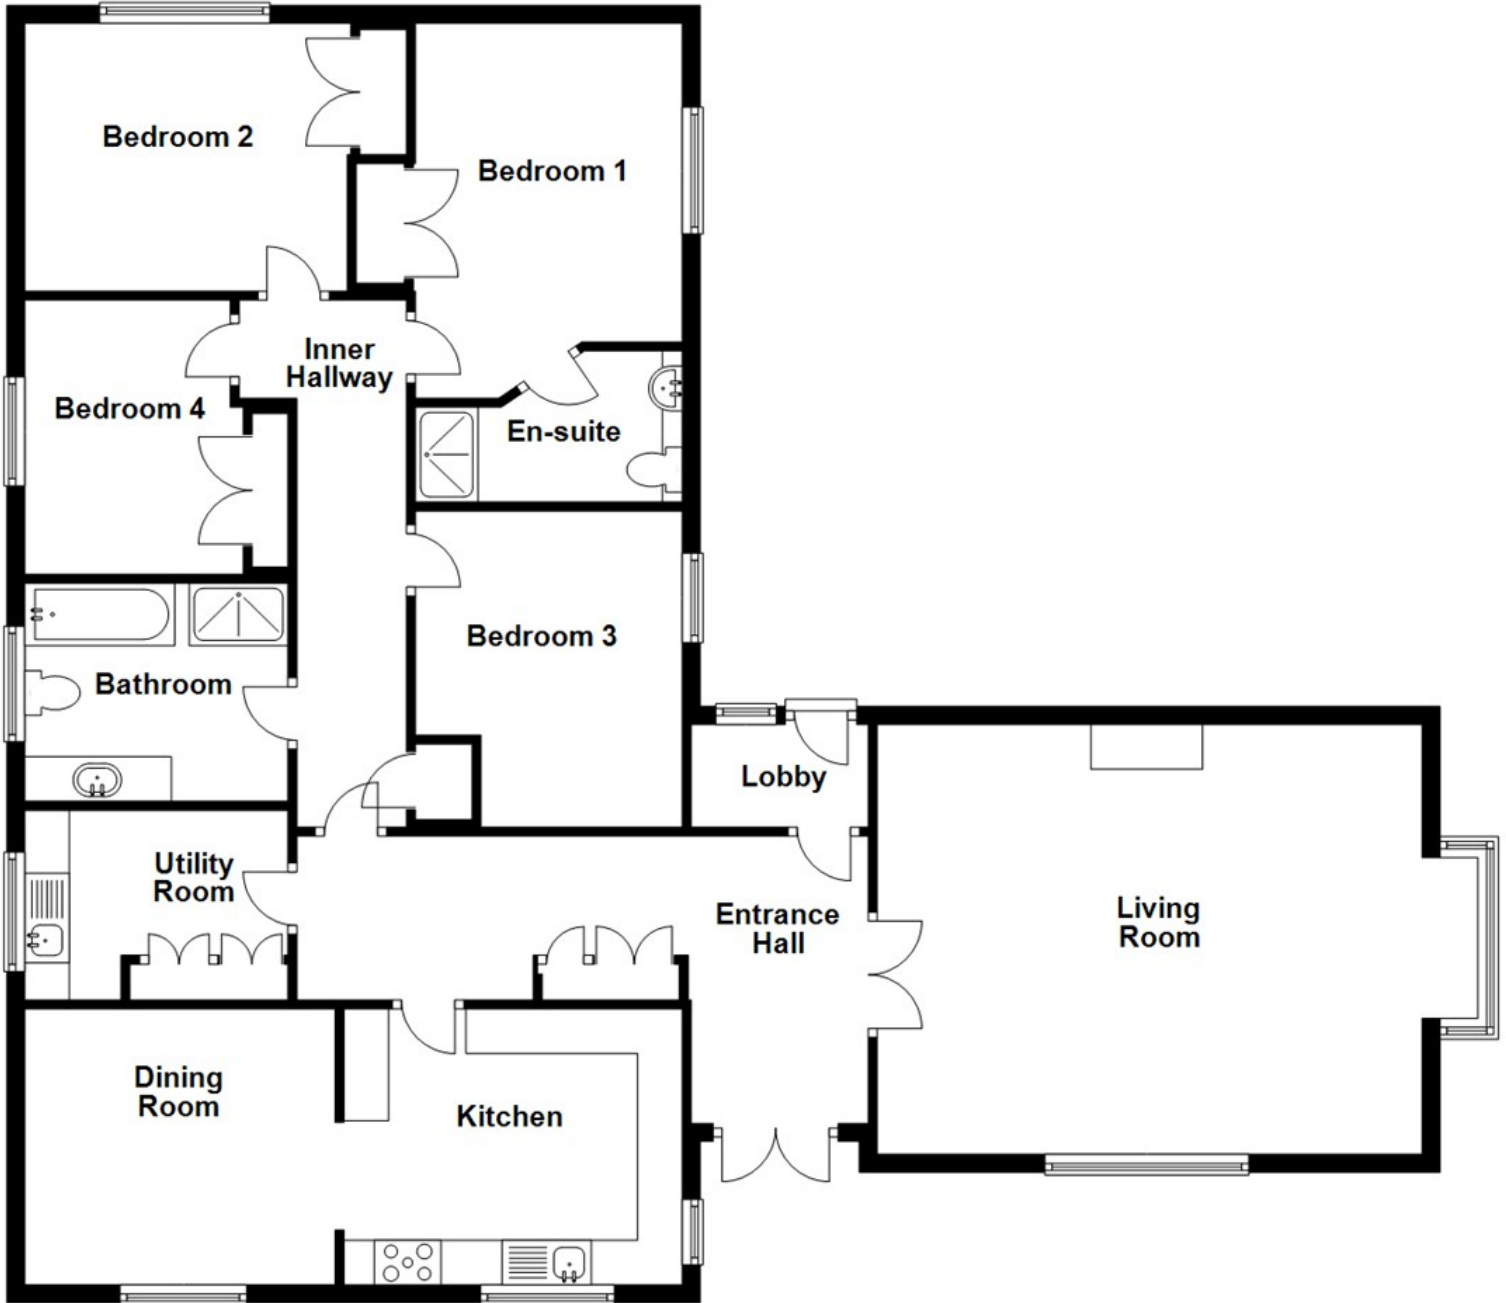 Bedroom 2
Bedroom 1
Inner
Hallway
Bedroom 4
En-suite
Bedroom 3
Bathroom
Lobby
Utility
Room
Entrance
Hall
Living
Room
Dining
Room
Kitchen